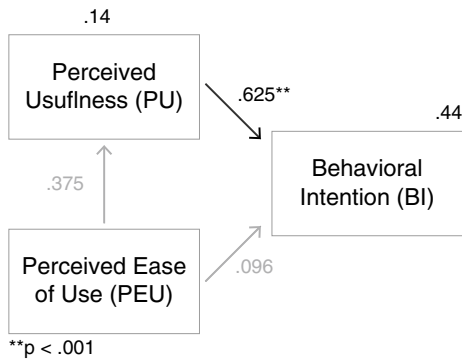 .14
Perceived
Usuflness (PU)
.625**
.44
.375
Behavioral
Intention (BI)
Perceived Ease
of Use (PEU)
.096
**p < .001